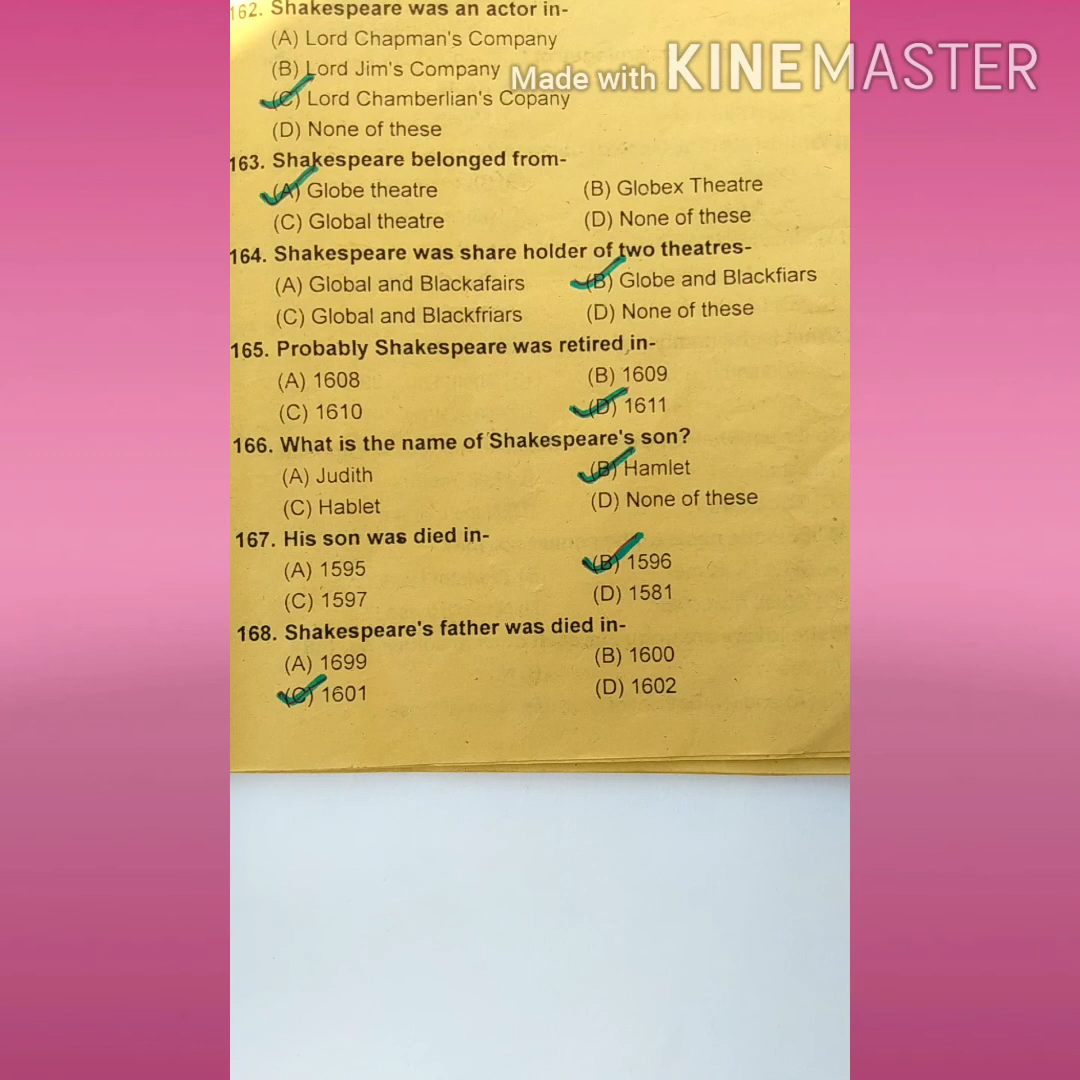 162. Shakespeare was an actor in-
(A) Lord Chapman's Company
(B) Lord Jim's Company
Made with KINEMASTER
(C) Lord Chamberlian's Copany
(D) None of these
163. Shakespeare belonged from-
(A) Globe theatre (B) Globex Theatre
(C) Global theatre (D) None of these
164. Shakespeare was share holder of two theatres-
(A) Global and Blackafairs (B) Globe and Blackfiars
(C) Global and Blackfriars (D) None of these
165. Probably Shakespeare was retired in-
(A) 1608 (B) 1609
(C) 1610 (D) 1611
166. What is the name of Shakespeare's son?
(A) Judith (B) Hamlet
(C) Hablet (D) None of these
167. His son was died in-
(A) 1595 (B) 1596
(C) 1597 (D) 1581
168. Shakespeare's father was died in-
(A) 1699 (B) 1600
(C) 1601 (D) 1602